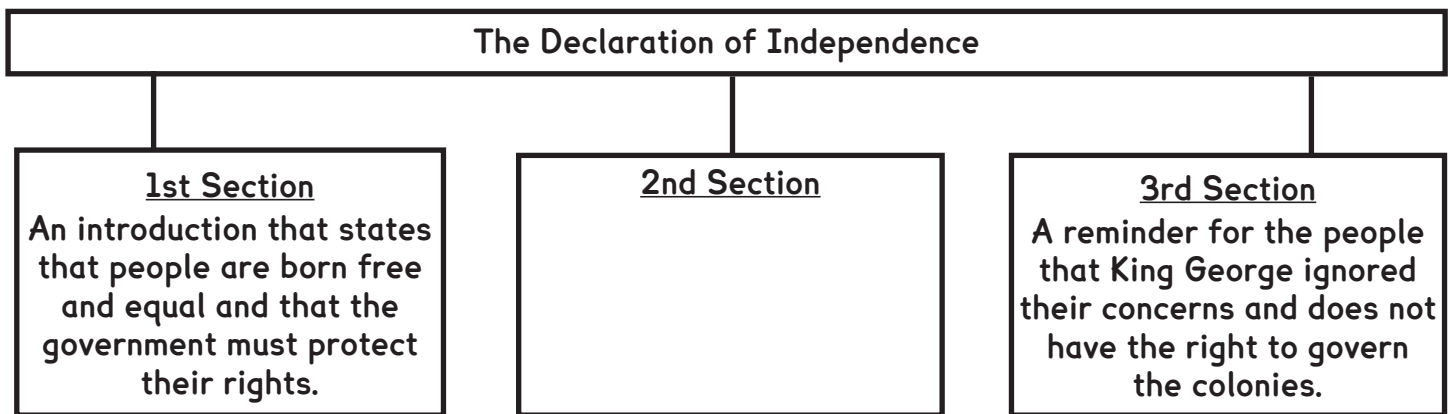 The Declaration of Independence
1st Section
An introduction that states
that people are born free
and equal and that the
government must protect
their rights.
2nd Section
3rd Section
A reminder for the people
that King George ignored
their concerns and does not
have the right to govern
the colonies.